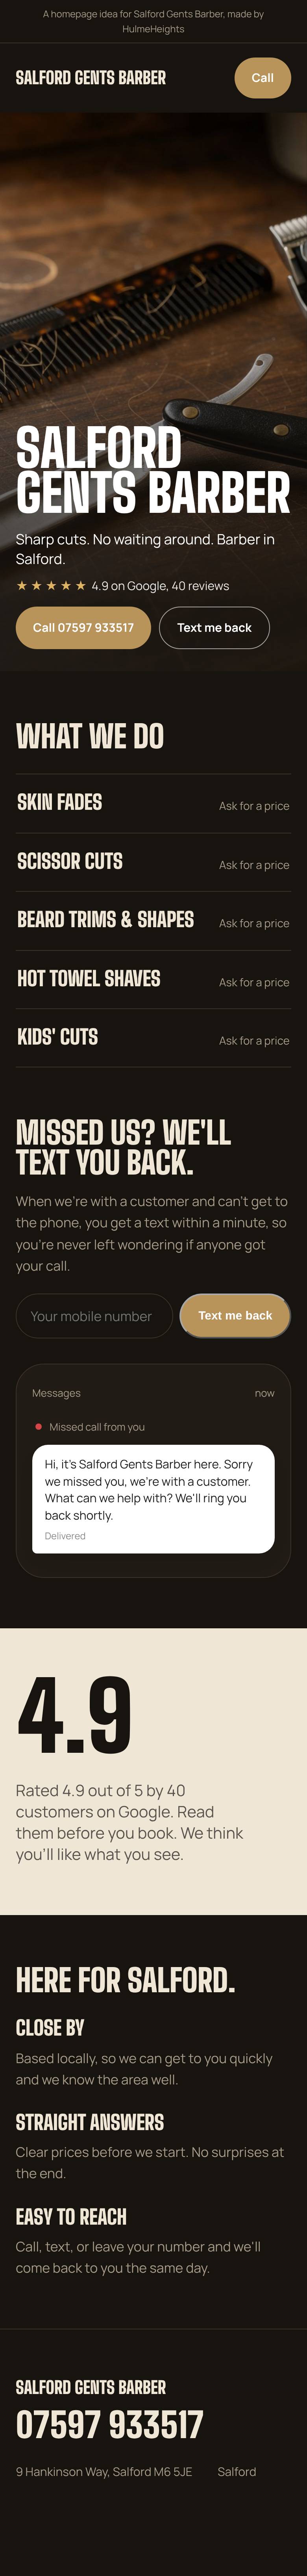 A homepage idea for Salford Gents Barber, made by
HulmeHeights
SALFORD GENTS BARBER
Call
SALFORD
GENTS BARBER
Sharp cuts. No waiting around. Barber in
Salford.
★ ★ ★ ★ ★ 4.9 on Google, 40 reviews
Call 07597 933517
Text me back
WHAT WE DO
SKIN FADES
Ask for a price
SCISSOR CUTS
Ask for a price
BEARD TRIMS & SHAPES
Ask for a price
HOT TOWEL SHAVES
Ask for a price
KIDS' CUTS
Ask for a price
MISSED US? WE'LL
TEXT YOU BACK.
When we're with a customer and can't get to
the phone, you get a text within a minute, so
you're never left wondering if anyone got
your call.
Your mobile number
Text me back
Messages
now
Missed call from you
Hi, it's Salford Gents Barber here. Sorry
we missed you, we're with a customer.
What can we help with? We'll ring you
back shortly.
Delivered
4.9
Rated 4.9 out of 5 by 40
customers on Google. Read
them before you book. We think
you'll like what you see.
HERE FOR SALFORD.
CLOSE BY
Based locally, so we can get to you quickly
and we know the area well.
STRAIGHT ANSWERS
Clear prices before we start. No surprises at
the end.
EASY TO REACH
Call, text, or leave your number and we'll
come back to you the same day.
SALFORD GENTS BARBER
07597 933517
9 Hankinson Way, Salford M6 5JE
Salford